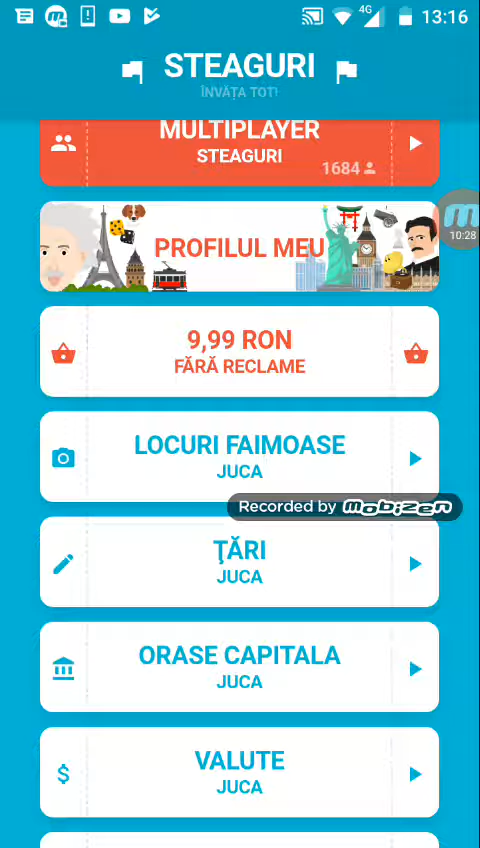 4G
13:16
STEAGURI
ÎNVĂȚA TOT!
MULTIPLAYER
STEAGURI
1684
PROFILUL MEU
10:28
9,99 RON
FĂRĂ RECLAME
LOCURI FAIMOASE
JUCA
Recorded by mobizen
ŢĂRI
JUCA
ORASE CAPITALA
JUCA
VALUTE
JUCA